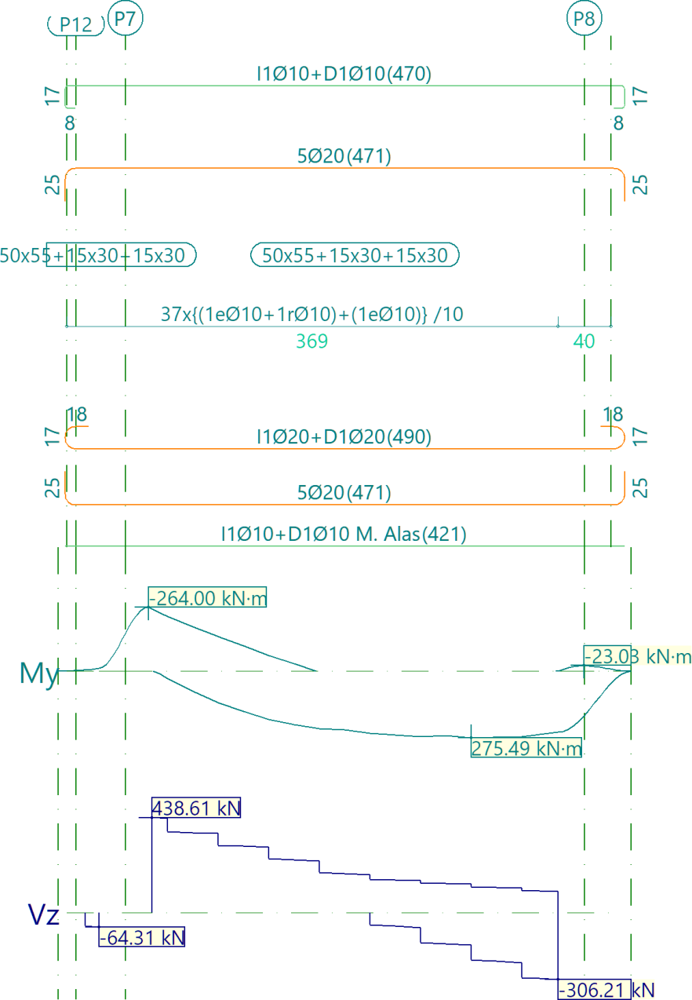 P12
P7
P8
I1Ø10+D1Ø10(470)
17
17
8
8
5Ø20(471)
25
25
50x55+15x30+15x30
50x55+15x30+15x30
37x{(1eØ10+1rØ10)+(1eØ10)} /10
369
40
18
18
17
I1Ø20+D1Ø20(490)
17
25
5Ø20(471)
25
I1Ø10+D1Ø10 M. Alas(421)
-264.00 kN·m
-23.03 kN·m
My
275.49 kN·m
438.61 kN
Vz
-64.31 kN
-306.21 kN